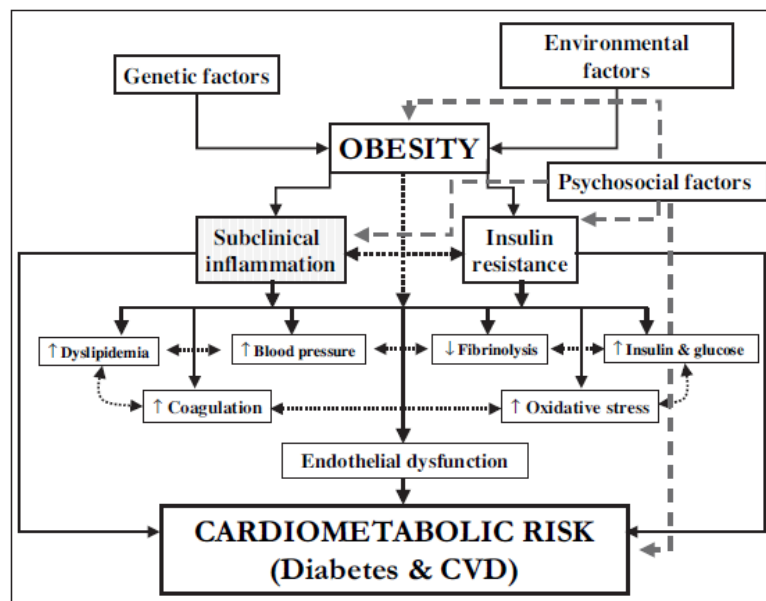 Genetic factors
Environmental
factors
OBESITY
Psychosocial factors
Subclinical
inflammation
Insulin
resistance
↑ Dyslipidemia
↑ Blood pressure
↓ Fibrinolysis
↑ Insulin & glucose
↑ Coagulation
↑ Oxidative stress
Endothelial dysfunction
CARDIOMETABOLIC RISK
(Diabetes & CVD)